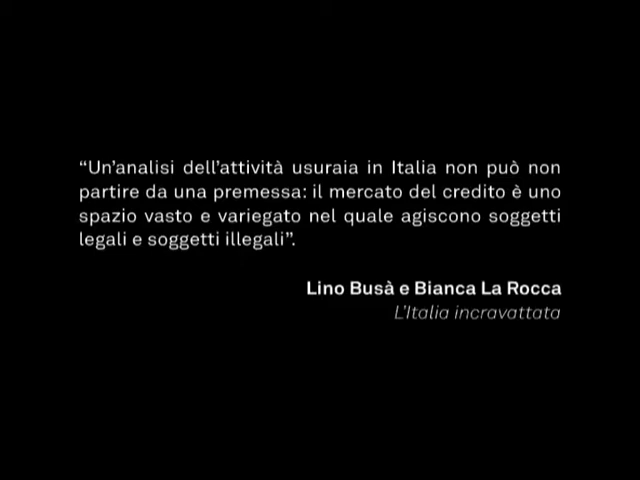 “Un’analisi dell’attività usuraia in Italia non può non
partire da una premessa: il mercato del credito è uno
spazio vasto e variegato nel quale agiscono soggetti
legali e soggetti illegali”.
Lino Busà e Bianca La Rocca
L’Italia incravattata